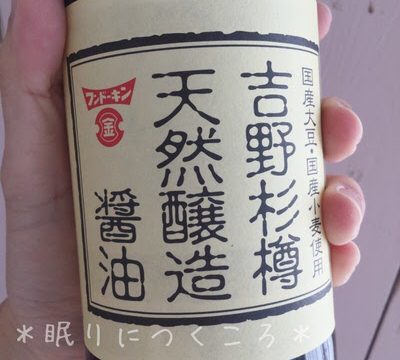 国産大豆・国産小麦使用
吉野杉樽
天然醸造
醤油
フンドーキン
金
＊眠りにつくころ＊